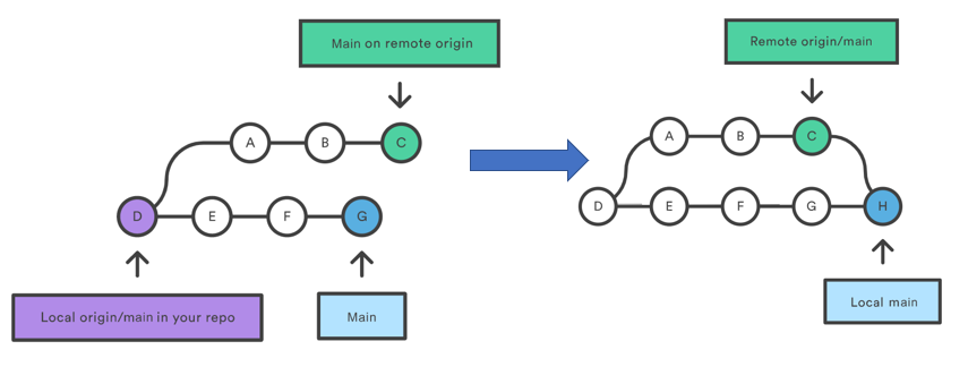 Main on remote origin
A
B
C
D
E
F
G
Local origin/main in your repo
Main
Remote origin/main
A
B
C
D
E
F
G
H
Local main